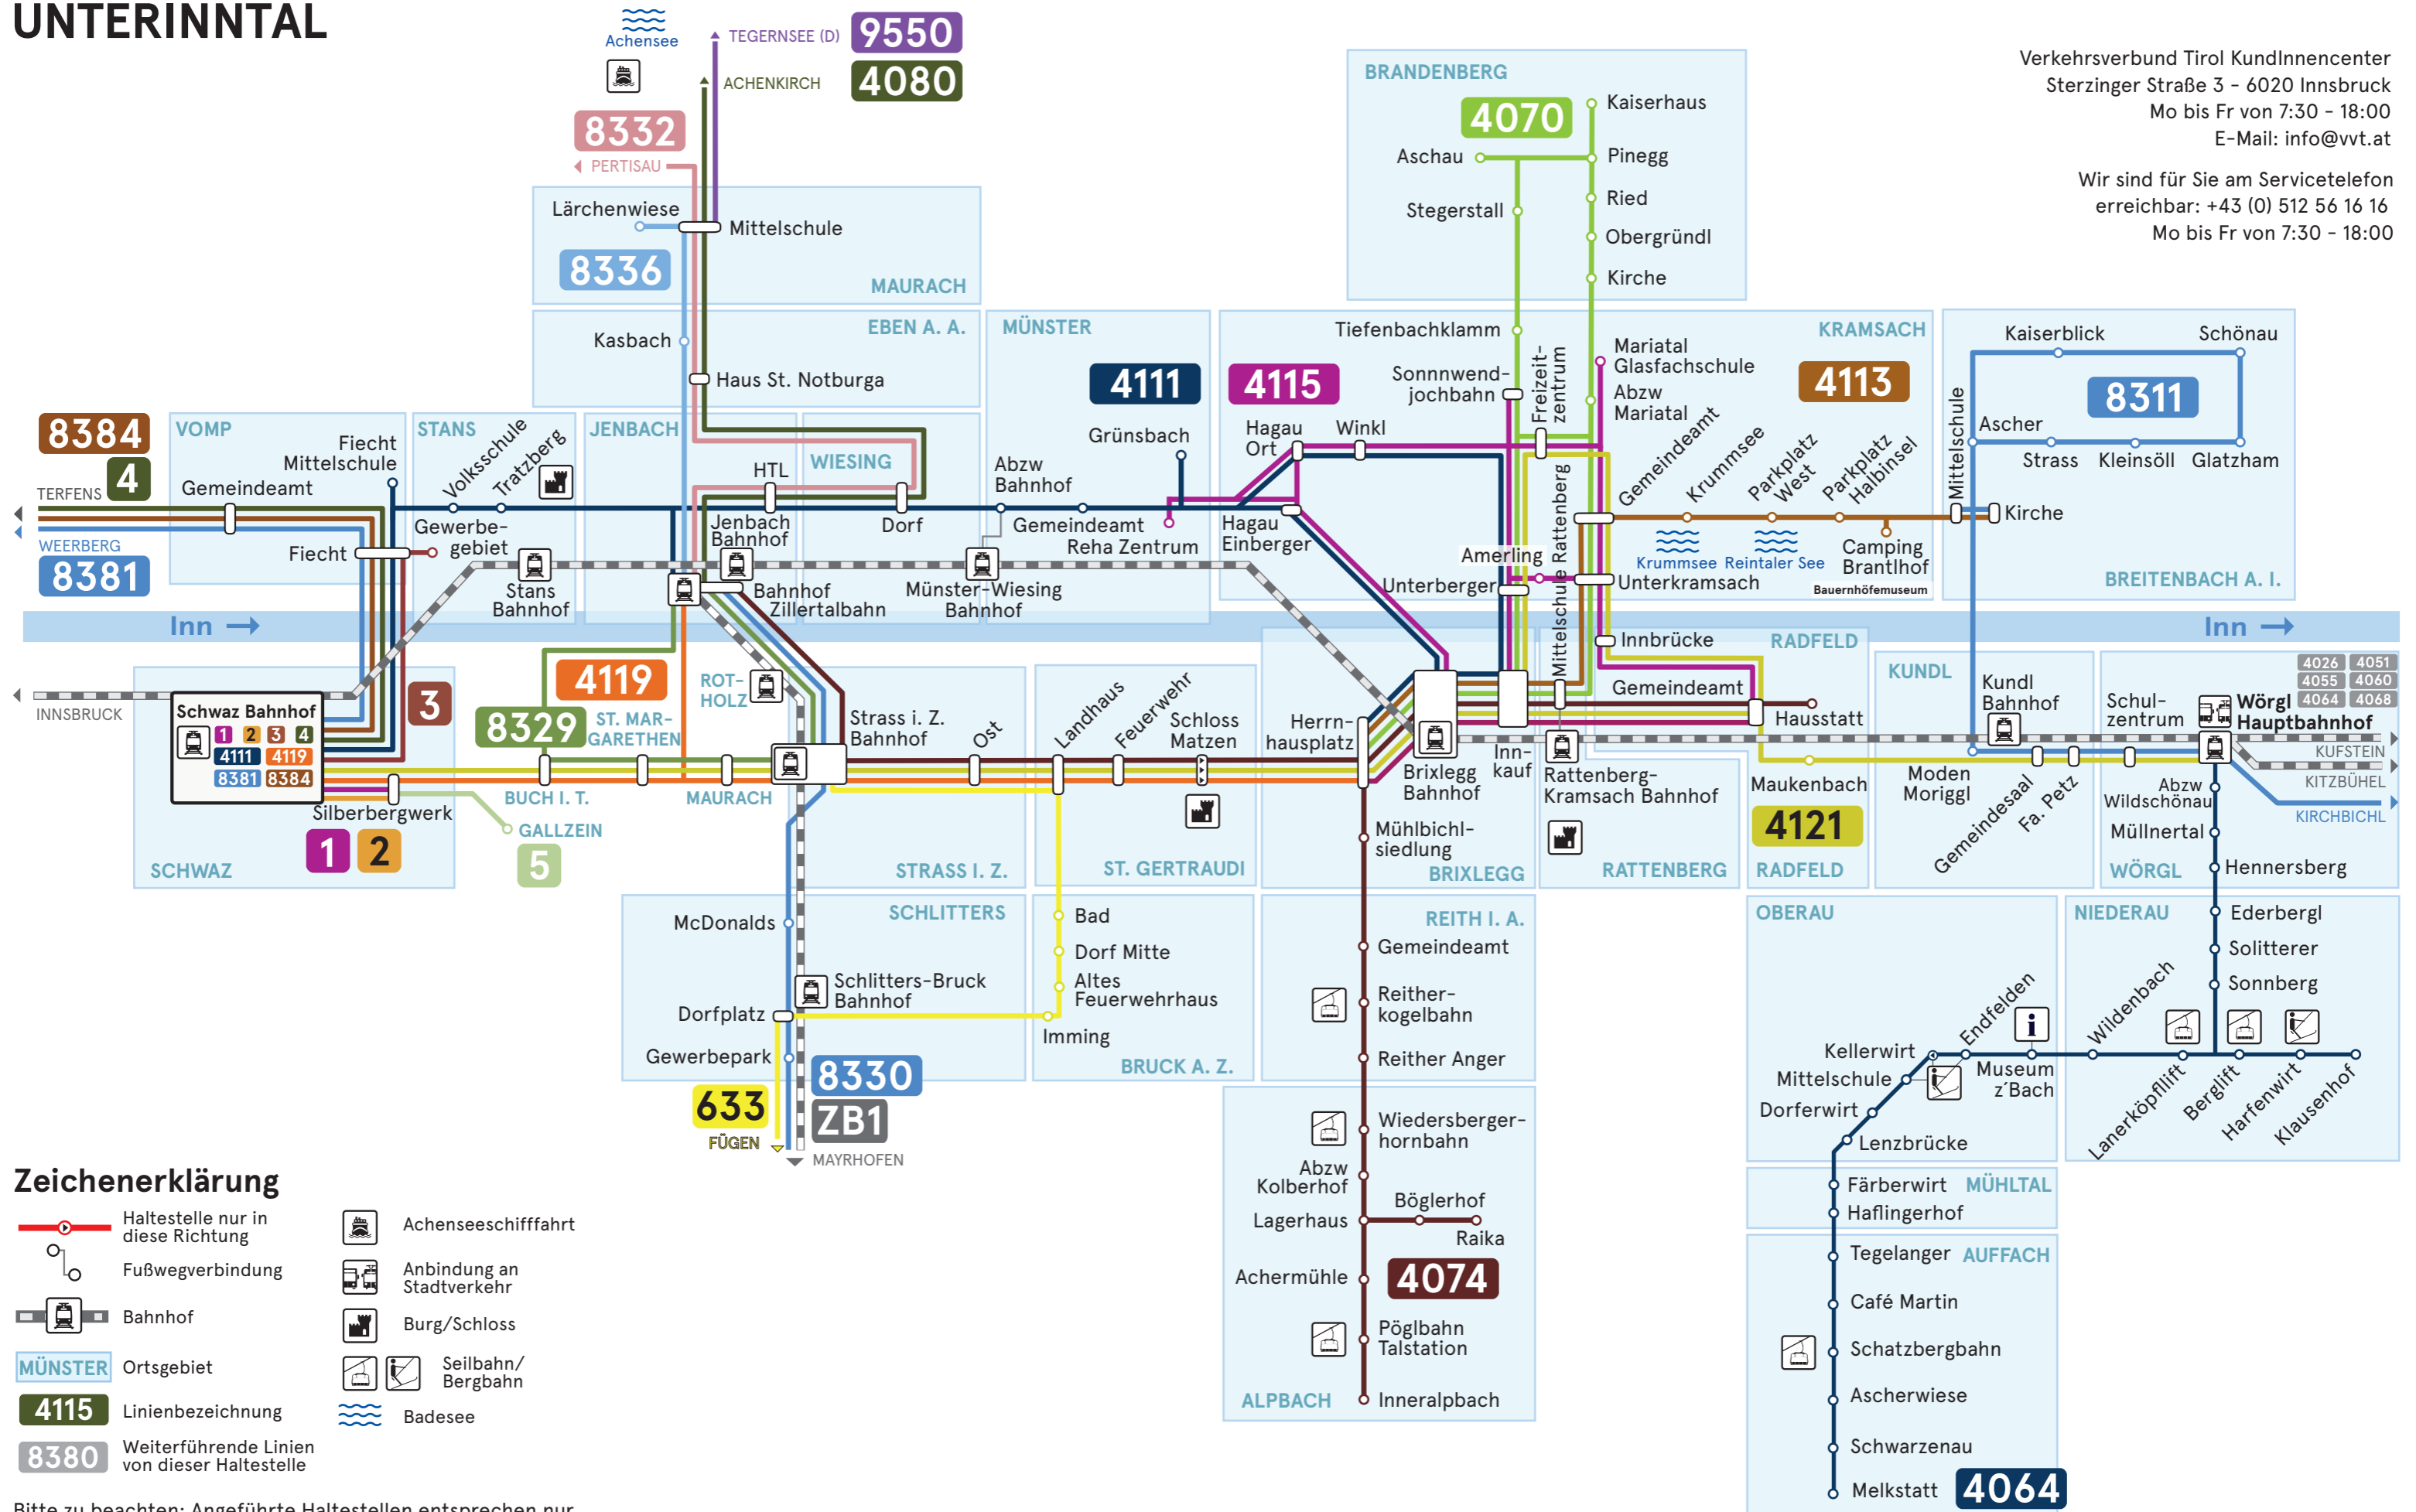 UNTERINNTAL
Achensee
TEGERNSEE (D)
9550
ACHENKIRCH
4080
8332
PERTISAU
Verkehrsverbund Tirol KundInnencenter
Sterzinger Straße 3 - 6020 Innsbruck
Mo bis Fr von 7:30 - 18:00
E-Mail: info@vvt.at
Wir sind für Sie am Servicetelefon
erreichbar: +43 (0) 512 56 16 16
Mo bis Fr von 7:30 - 18:00
BRANDENBERG
4070
Kaiserhaus
Aschau
Pinegg
Ried
Stegerstall
Obergründl
Kirche
Lärchenwiese
Mittelschule
8336
MAURACH
EBEN A. A.
Kasbach
Haus St. Notburga
MÜNSTER
4111
Grünsbach
Abzw
Bahnhof
Gemeindeamt
Reha Zentrum
Münster-Wiesing
Bahnhof
KRAMSACH
4115
Tiefenbachklamm
Sonnnwend-
jochbahn
Freizeit-
zentrum
Mariatal
Glasfachschule
Abzw
Mariatal
4113
Hagau
Ort
Winkl
Hagau
Einberger
Amerling
Unterberger
Mittelschule Rattenberg
Gemeindeamt
Krummsee
Parkplatz
West
Parkplatz
Halbinsel
Krummsee
Reintaler See
Camping
Brantlhof
Bauernhöfemuseum
Unterkramsach
Mittelschule
Kaiserblick
Schönau
8311
Ascher
Strass
Kleinsöll
Glatzham
Kirche
BREITENBACH A. I.
8384
4
TERFENS
WEERBERG
8381
VOMP
Fiecht
Mittelschule
Gemeindeamt
Fiecht
STANS
Volksschule
Tratzberg
Gewerbe-
gebiet
Stans
Bahnhof
JENBACH
HTL
Jenbach
Bahnhof
Bahnhof
Zillertalbahn
WIESING
Dorf
Inn
Inn
INNSBRUCK
Schwaz Bahnhof
1 2 3 4
4111 4119
8381 8384
3
Silberbergwerk
1
2
SCHWAZ
GALLZEIN
5
4119
8329
ST. MAR-
GARETHEN
BUCH I. T.
MAURACH
ROT-
HOLZ
Strass i. Z.
Bahnhof
Ost
STRASS I. Z.
Landhaus
Feuerwehr
Schloss
Matzen
ST. GERTRAUDI
Herrn-
hausplatz
Brixlegg
Bahnhof
Inn-
kauf
Mühlbichl-
siedlung
BRIXLEGG
Innbrücke
RADFELD
Gemeindeamt
Hausstatt
Rattenberg-
Kramsach Bahnhof
RATTENBERG
Maukenbach
4121
RADFELD
KUNDL
Kundl
Bahnhof
Moden
Moriggl
Gemeindesaal
Fa. Petz
Schul-
zentrum
Wörgl
Hauptbahnhof
4026 4051
4055 4060
4064 4068
KUFSTEIN
KITZBÜHEL
KIRCHBICHL
Abzw
Wildschönau
Müllnertal
Hennersberg
WÖRGL
McDonalds
SCHLITTERS
Schlitters-Bruck
Bahnhof
Dorfplatz
Gewerbepark
8330
633
ZB1
FÜGEN
MAYRHOFEN
Bad
Dorf Mitte
Altes
Feuerwehrhaus
Imming
BRUCK A. Z.
REITH I. A.
Gemeindeamt
Reither-
kogelbahn
Reither Anger
Wiedersberger-
hornbahn
Abzw
Kolberhof
Böglerhof
Lagerhaus
Raika
Achermühle
4074
Pöglbahn
Talstation
ALPBACH
Inneralpbach
OBERAU
Endfelden
Kellerwirt
Museum
z´Bach
Mittelschule
Dorferwirt
Lenzbrücke
NIEDERAU
Ederbergl
Solitterer
Sonnberg
Wildenbach
Lanerköpfllift
Berglift
Harfenwirt
Klausenhof
Färberwirt
MÜHLTAL
Haflingerhof
Tegelanger
AUFFACH
Café Martin
Schatzbergbahn
Ascherwiese
Schwarzenau
Melkstatt
4064
Zeichenerklärung
Haltestelle nur in
diese Richtung
Fußwegverbindung
Bahnhof
MÜNSTER
Ortsgebiet
4115
Linienbezeichnung
8380
Weiterführende Linien
von dieser Haltestelle
Achenseeschifffahrt
Anbindung an
Stadtverkehr
Burg/Schloss
Seilbahn/
Bergbahn
Badesee
Bitte zu beachten: Angeführte Haltestellen entsprechen nur